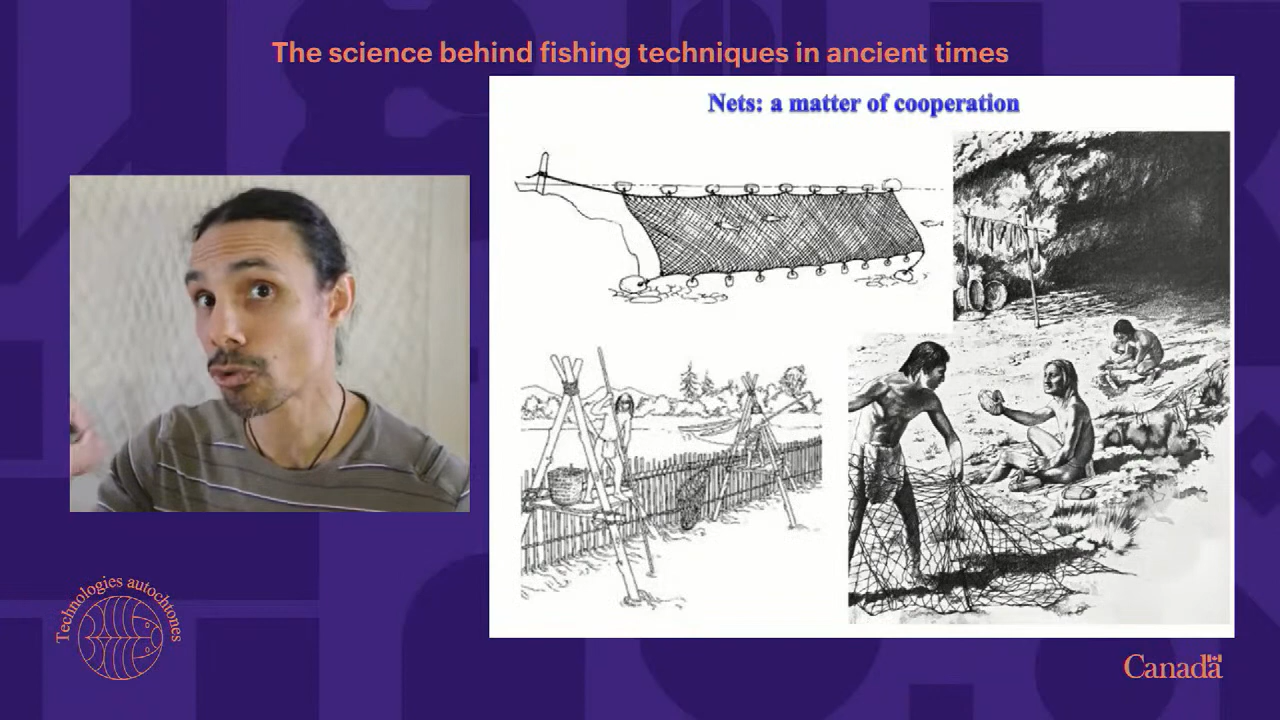 The science behind fishing techniques in ancient times
Nets: a matter of cooperation
Technologies autochtones
Canada